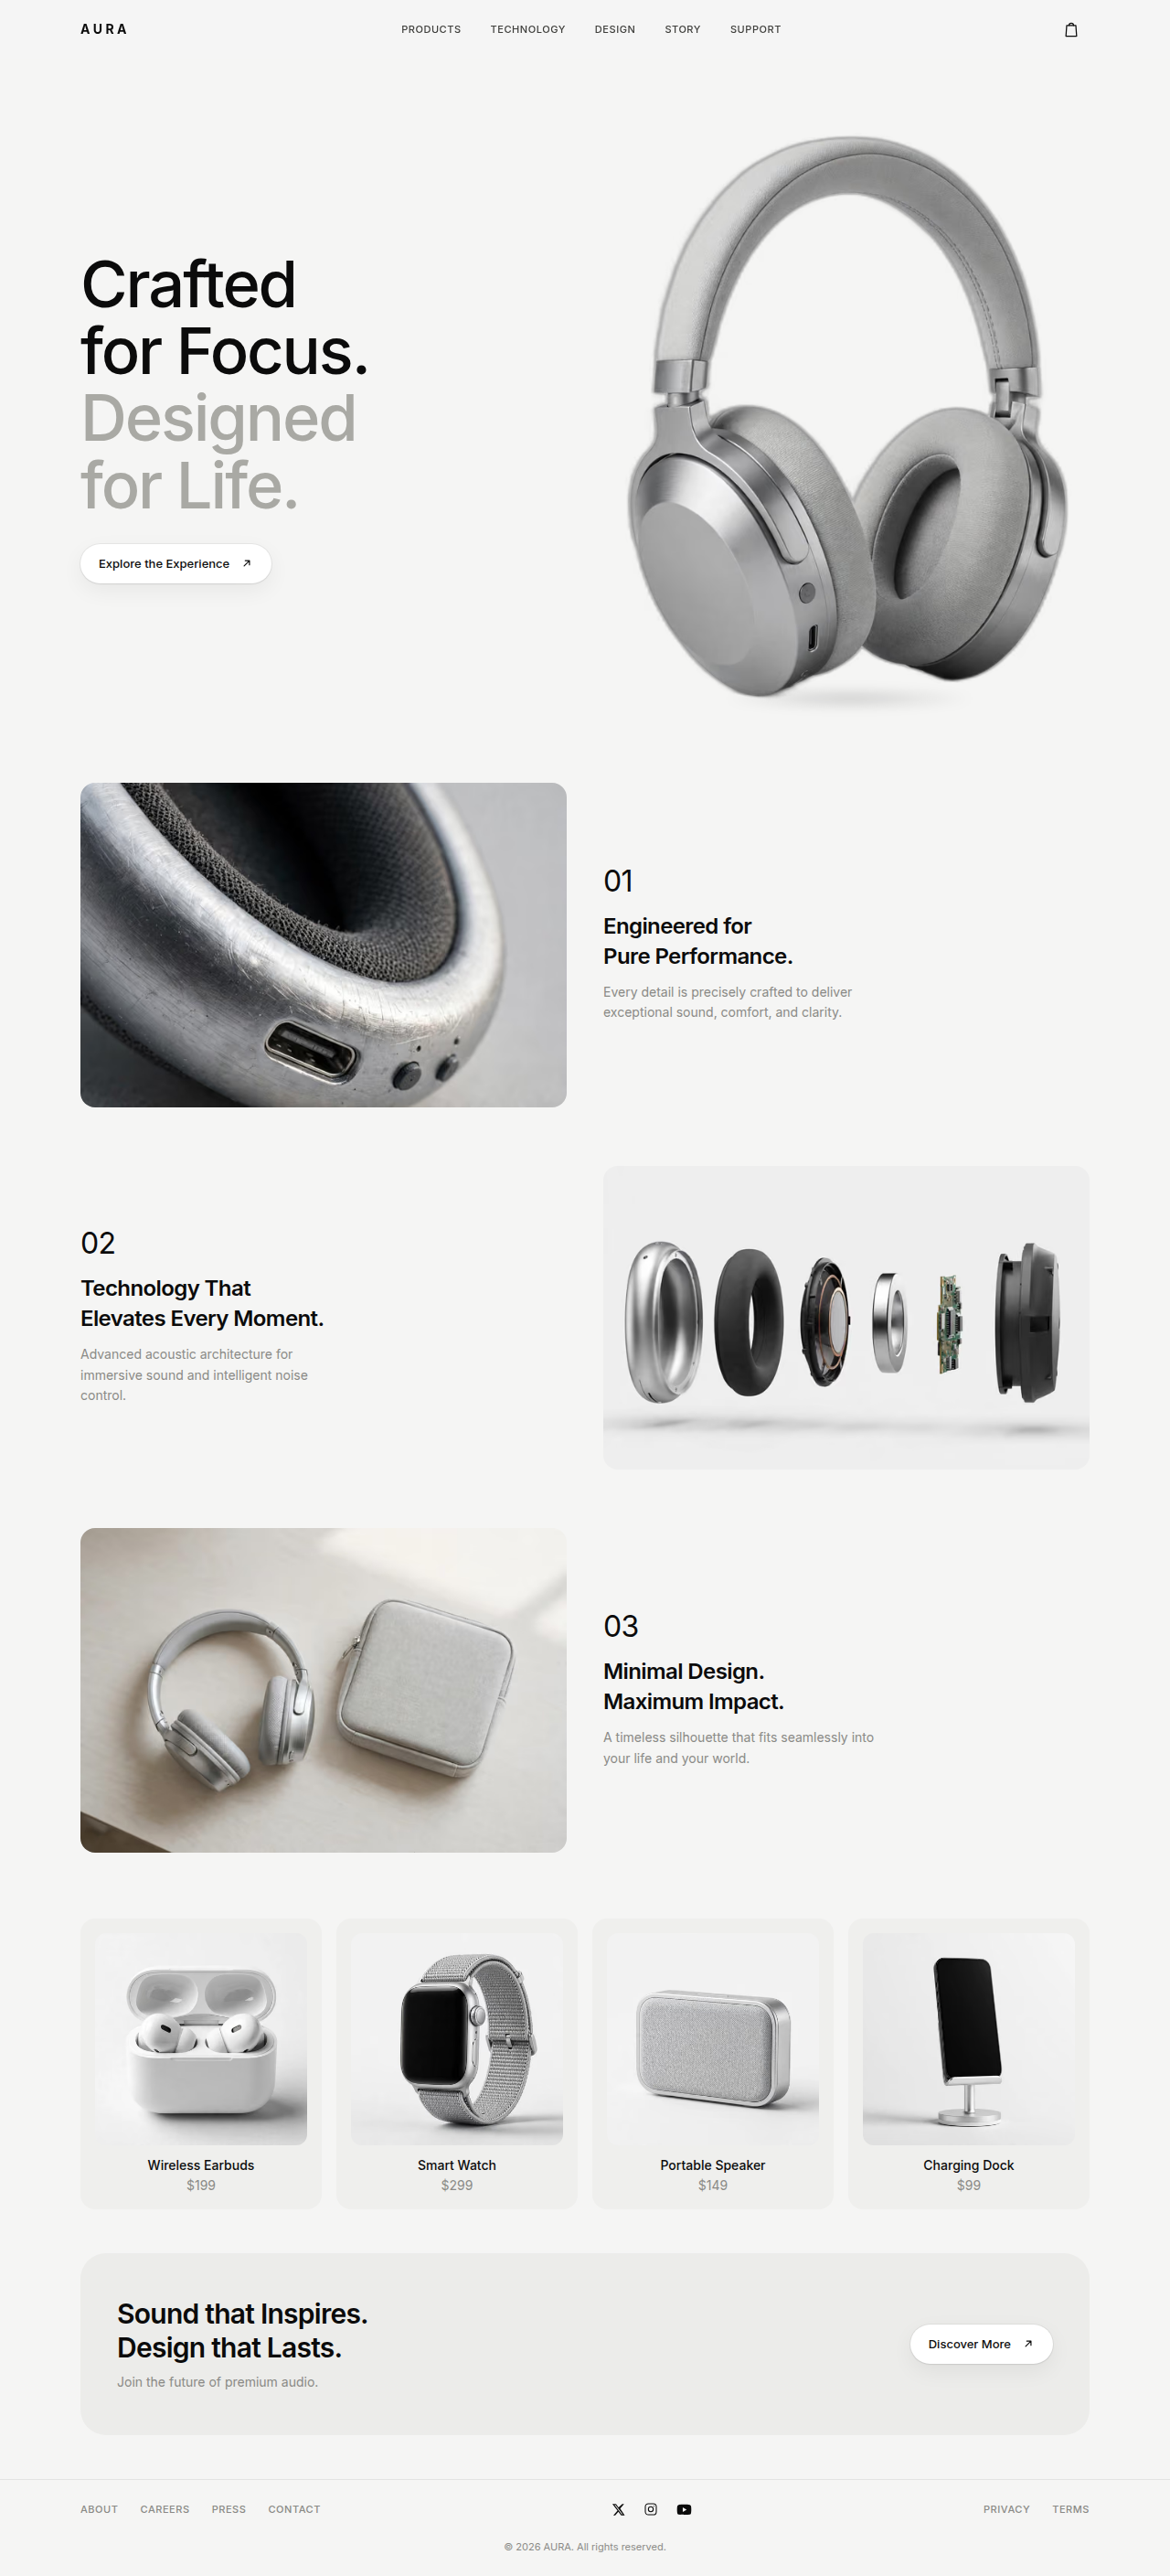 AURA
PRODUCTS
TECHNOLOGY
DESIGN
STORY
SUPPORT
Crafted
for Focus.
Designed
for Life.
Explore the Experience
01
Engineered for
Pure Performance.
Every detail is precisely crafted to deliver
exceptional sound, comfort, and clarity.
02
Technology That
Elevates Every Moment.
Advanced acoustic architecture for
immersive sound and intelligent noise
control.
03
Minimal Design.
Maximum Impact.
A timeless silhouette that fits seamlessly into
your life and your world.
Wireless Earbuds
$199
Smart Watch
$299
Portable Speaker
$149
Charging Dock
$99
Sound that Inspires.
Design that Lasts.
Join the future of premium audio.
Discover More
ABOUT
CAREERS
PRESS
CONTACT
PRIVACY
TERMS
© 2026 AURA. All rights reserved.